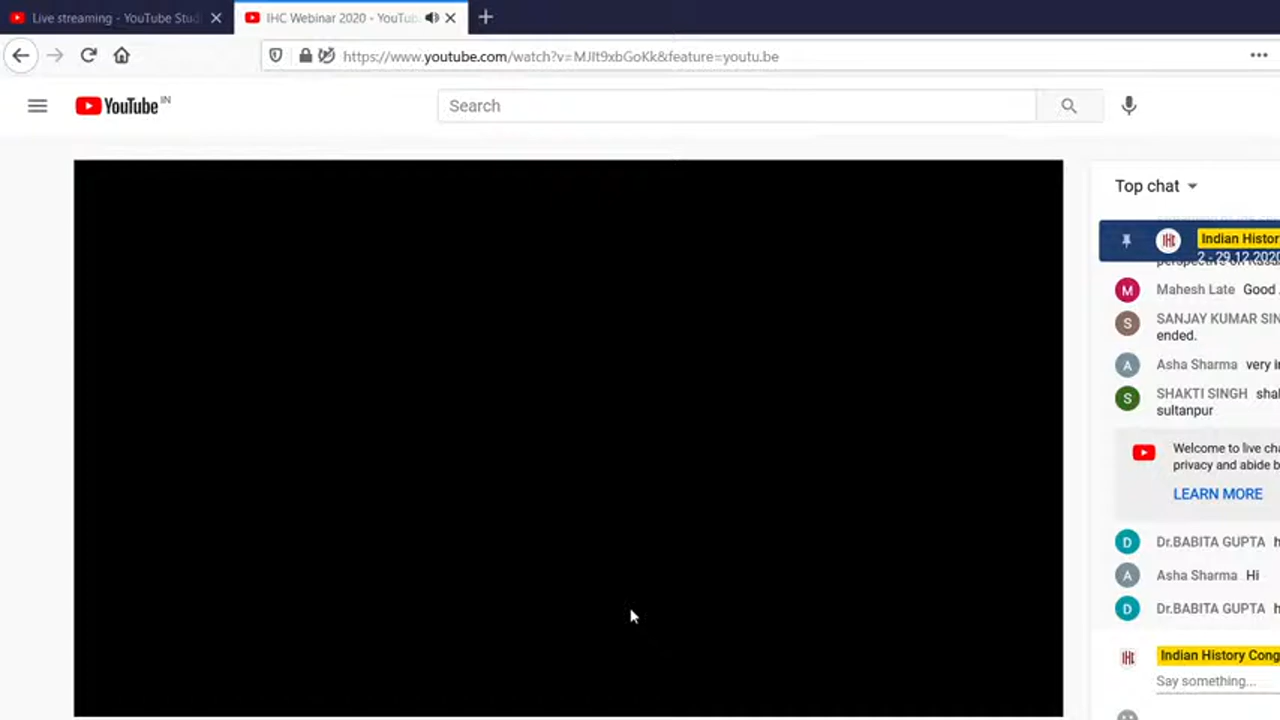 Live streaming - YouTube Stud
IHC Webinar 2020 - YouTub
https://www.youtube.com/watch?v=MJIt9xbGoKk&feature=youtu.be
YouTube IN
Search
Top chat
Indian Histor
2 - 29.12.2020
perspective on
Mahesh Late Good
SANJAY KUMAR SIN
ended.
Asha Sharma very i
SHAKTI SINGH shal
sultanpur
Welcome to live cha
privacy and abide b
LEARN MORE
Dr.BABITA GUPTA h
Asha Sharma Hi
Dr.BABITA GUPTA h
Indian History Cong
Say something...